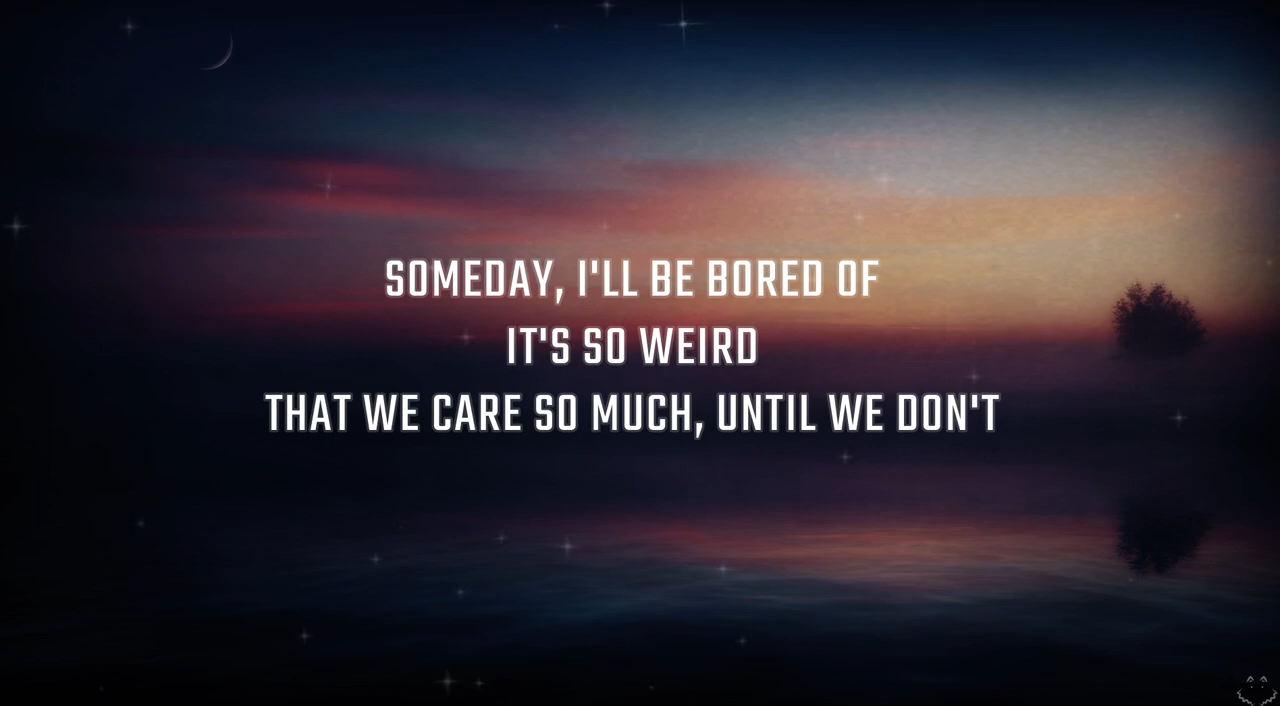 SOMEDAY, I'LL BE BORED OF
IT'S SO WEIRD
THAT WE CARE SO MUCH, UNTIL WE DON'T